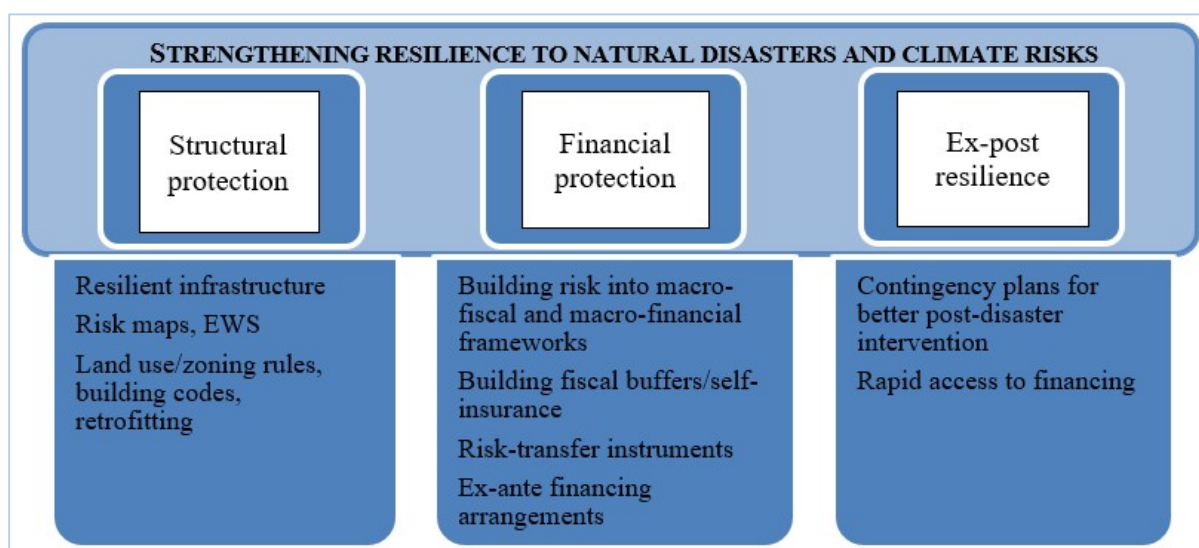 STRENGTHENING RESILIENCE TO NATURAL DISASTERS AND CLIMATE RISKS
Structural
protection
Resilient infrastructure
Risk maps, EWS
Land use/zoning rules,
building codes,
retrofitting
Financial
protection
Building risk into macro-
fiscal and macro-financial
frameworks
Building fiscal buffers/self-
insurance
Risk-transfer instruments
Ex-ante financing
arrangements
Ex-post
resilience
Contingency plans for
better post-disaster
intervention
Rapid access to financing